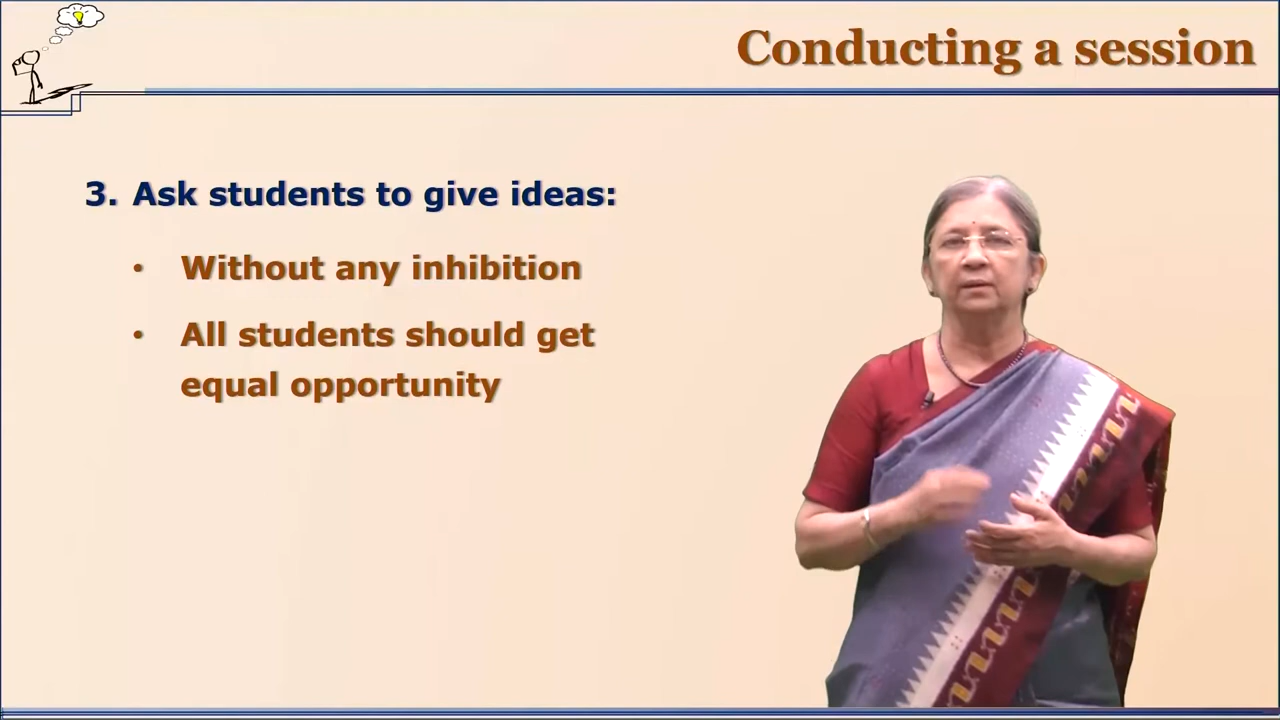 Conducting a session
3. Ask students to give ideas:
• Without any inhibition
• All students should get
equal opportunity